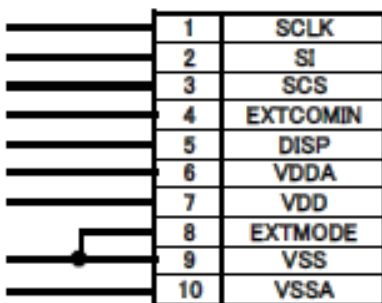 1 SCLK
2 SI
3 SCS
4 EXTCOMIN
5 DISP
6 VDDA
7 VDD
8 EXTMODE
9 VSS
10 VSSA